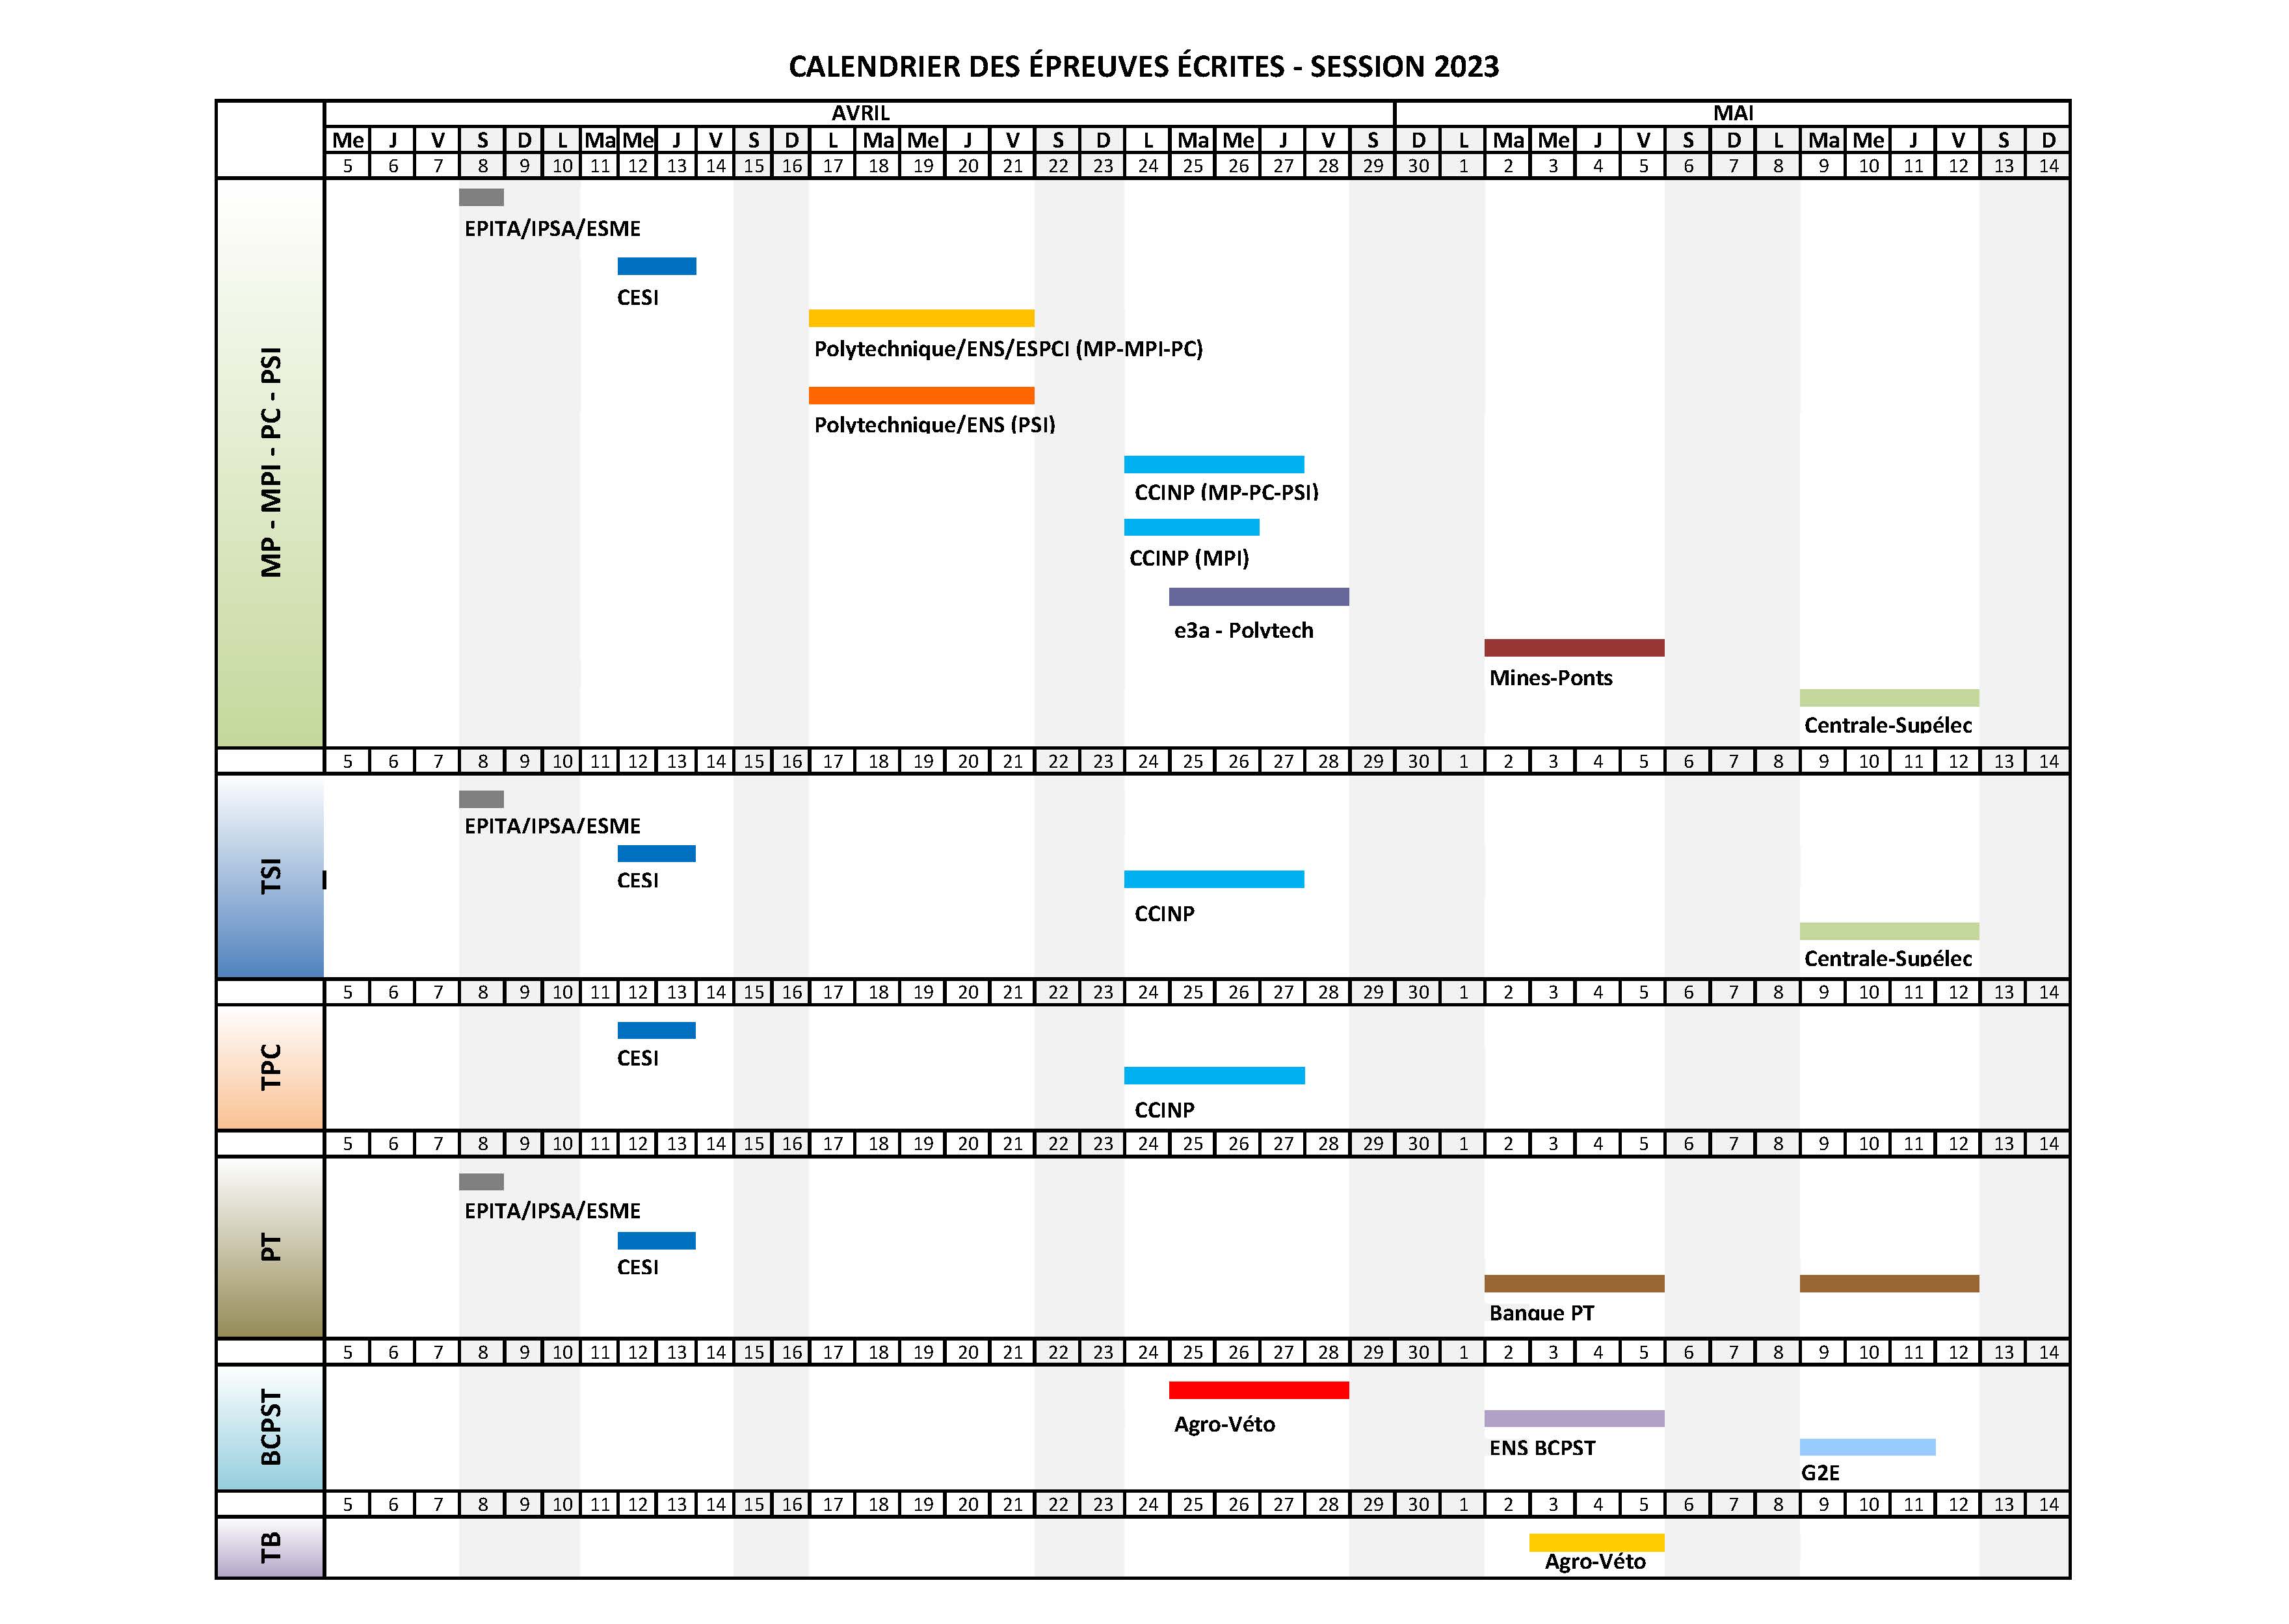 CALENDRIER DES ÉPREUVES ÉCRITES - SESSION 2023
AVRIL MAI
Me J V S D L Ma Me J V S D L Ma Me J V S D L Ma Me J V S D L Ma Me J V S D L Ma Me J V S D
5 6 7 8 9 10 11 12 13 14 15 16 17 18 19 20 21 22 23 24 25 26 27 28 29 30 1 2 3 4 5 6 7 8 9 10 11 12 13 14
MP - MPI - PC - PSI
EPITA/IPSA/ESME
CESI
Polytechnique/ENS/ESPCI (MP-MPI-PC)
Polytechnique/ENS (PSI)
CCINP (MP-PC-PSI)
CCINP (MPI)
e3a - Polytech
Mines-Ponts
Centrale-Supélec
5 6 7 8 9 10 11 12 13 14 15 16 17 18 19 20 21 22 23 24 25 26 27 28 29 30 1 2 3 4 5 6 7 8 9 10 11 12 13 14
TSI
EPITA/IPSA/ESME
CESI
CCINP
Centrale-Supélec
5 6 7 8 9 10 11 12 13 14 15 16 17 18 19 20 21 22 23 24 25 26 27 28 29 30 1 2 3 4 5 6 7 8 9 10 11 12 13 14
TPC
CESI
CCINP
5 6 7 8 9 10 11 12 13 14 15 16 17 18 19 20 21 22 23 24 25 26 27 28 29 30 1 2 3 4 5 6 7 8 9 10 11 12 13 14
PT
EPITA/IPSA/ESME
CESI
Banque PT
5 6 7 8 9 10 11 12 13 14 15 16 17 18 19 20 21 22 23 24 25 26 27 28 29 30 1 2 3 4 5 6 7 8 9 10 11 12 13 14
BCPST
Agro-Véto
ENS BCPST
G2E
5 6 7 8 9 10 11 12 13 14 15 16 17 18 19 20 21 22 23 24 25 26 27 28 29 30 1 2 3 4 5 6 7 8 9 10 11 12 13 14
TB
Agro-Véto